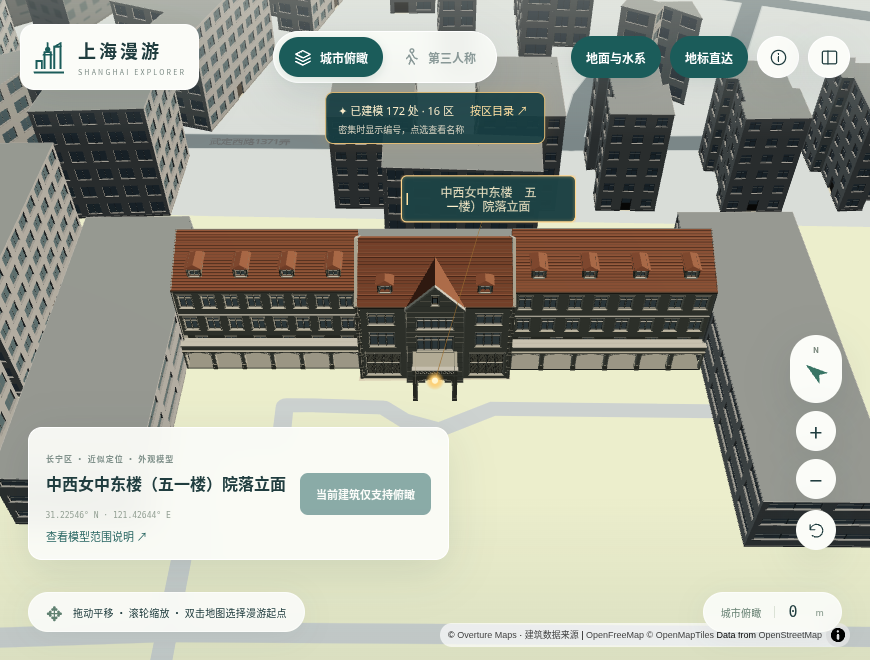 上海漫游
SHANGHAI EXPLORER
城市俯瞰
第三人称
地面与水系
地标直达
✦ 已建模 172 处 · 16 区 按区目录 ↗
密集时显示编号，点选查看名称
中西女中东楼 五
一楼）院落立面
N
+
−
长宁区 · 近似定位 · 外观模型
中西女中东楼（五一楼）院落立面
当前建筑仅支持俯瞰
31.22546° N · 121.42644° E
查看模型范围说明 ↗
拖动平移 · 滚轮缩放 · 双击地图选择漫游起点
城市俯瞰 0 m
© Overture Maps · 建筑数据来源 | OpenFreeMap © OpenMapTiles Data from OpenStreetMap